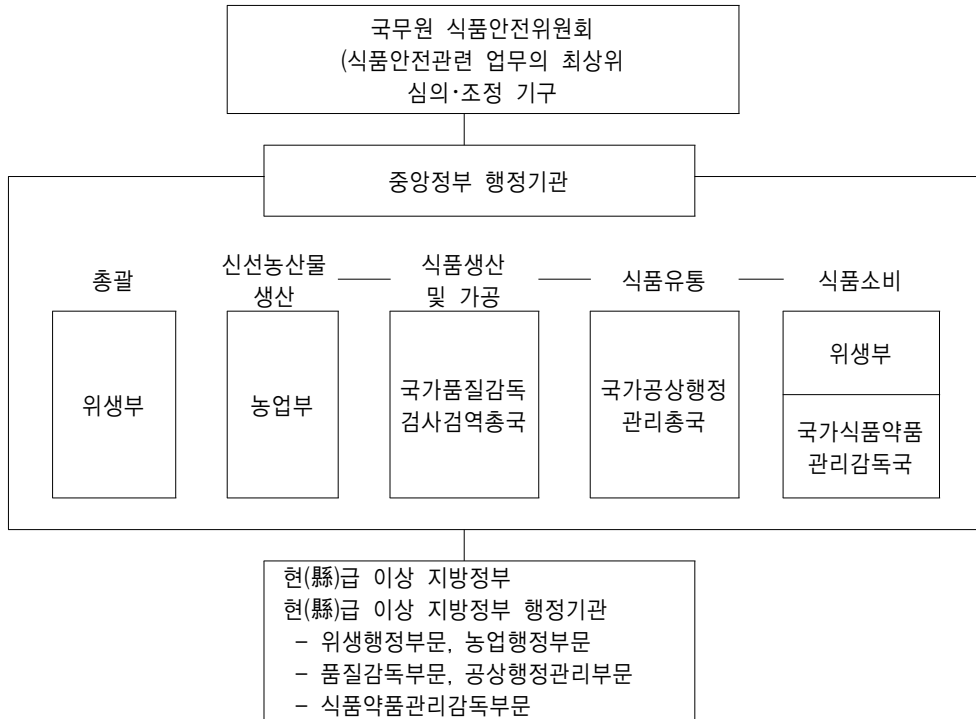 국무원 식품안전위원회
(식품안전관련 업무의 최상위
심의·조정 기구
중앙정부 행정기관
총괄
신선농산물
생산
식품생산
및 가공
식품유통
식품소비
위생부
농업부
국가품질감독
검사검역총국
국가공상행정
관리총국
위생부
국가식품약품
관리감독국
현(縣)급 이상 지방정부
현(縣)급 이상 지방정부 행정기관
- 위생행정부문, 농업행정부문
- 품질감독부문, 공상행정관리부문
- 식품약품관리감독부문